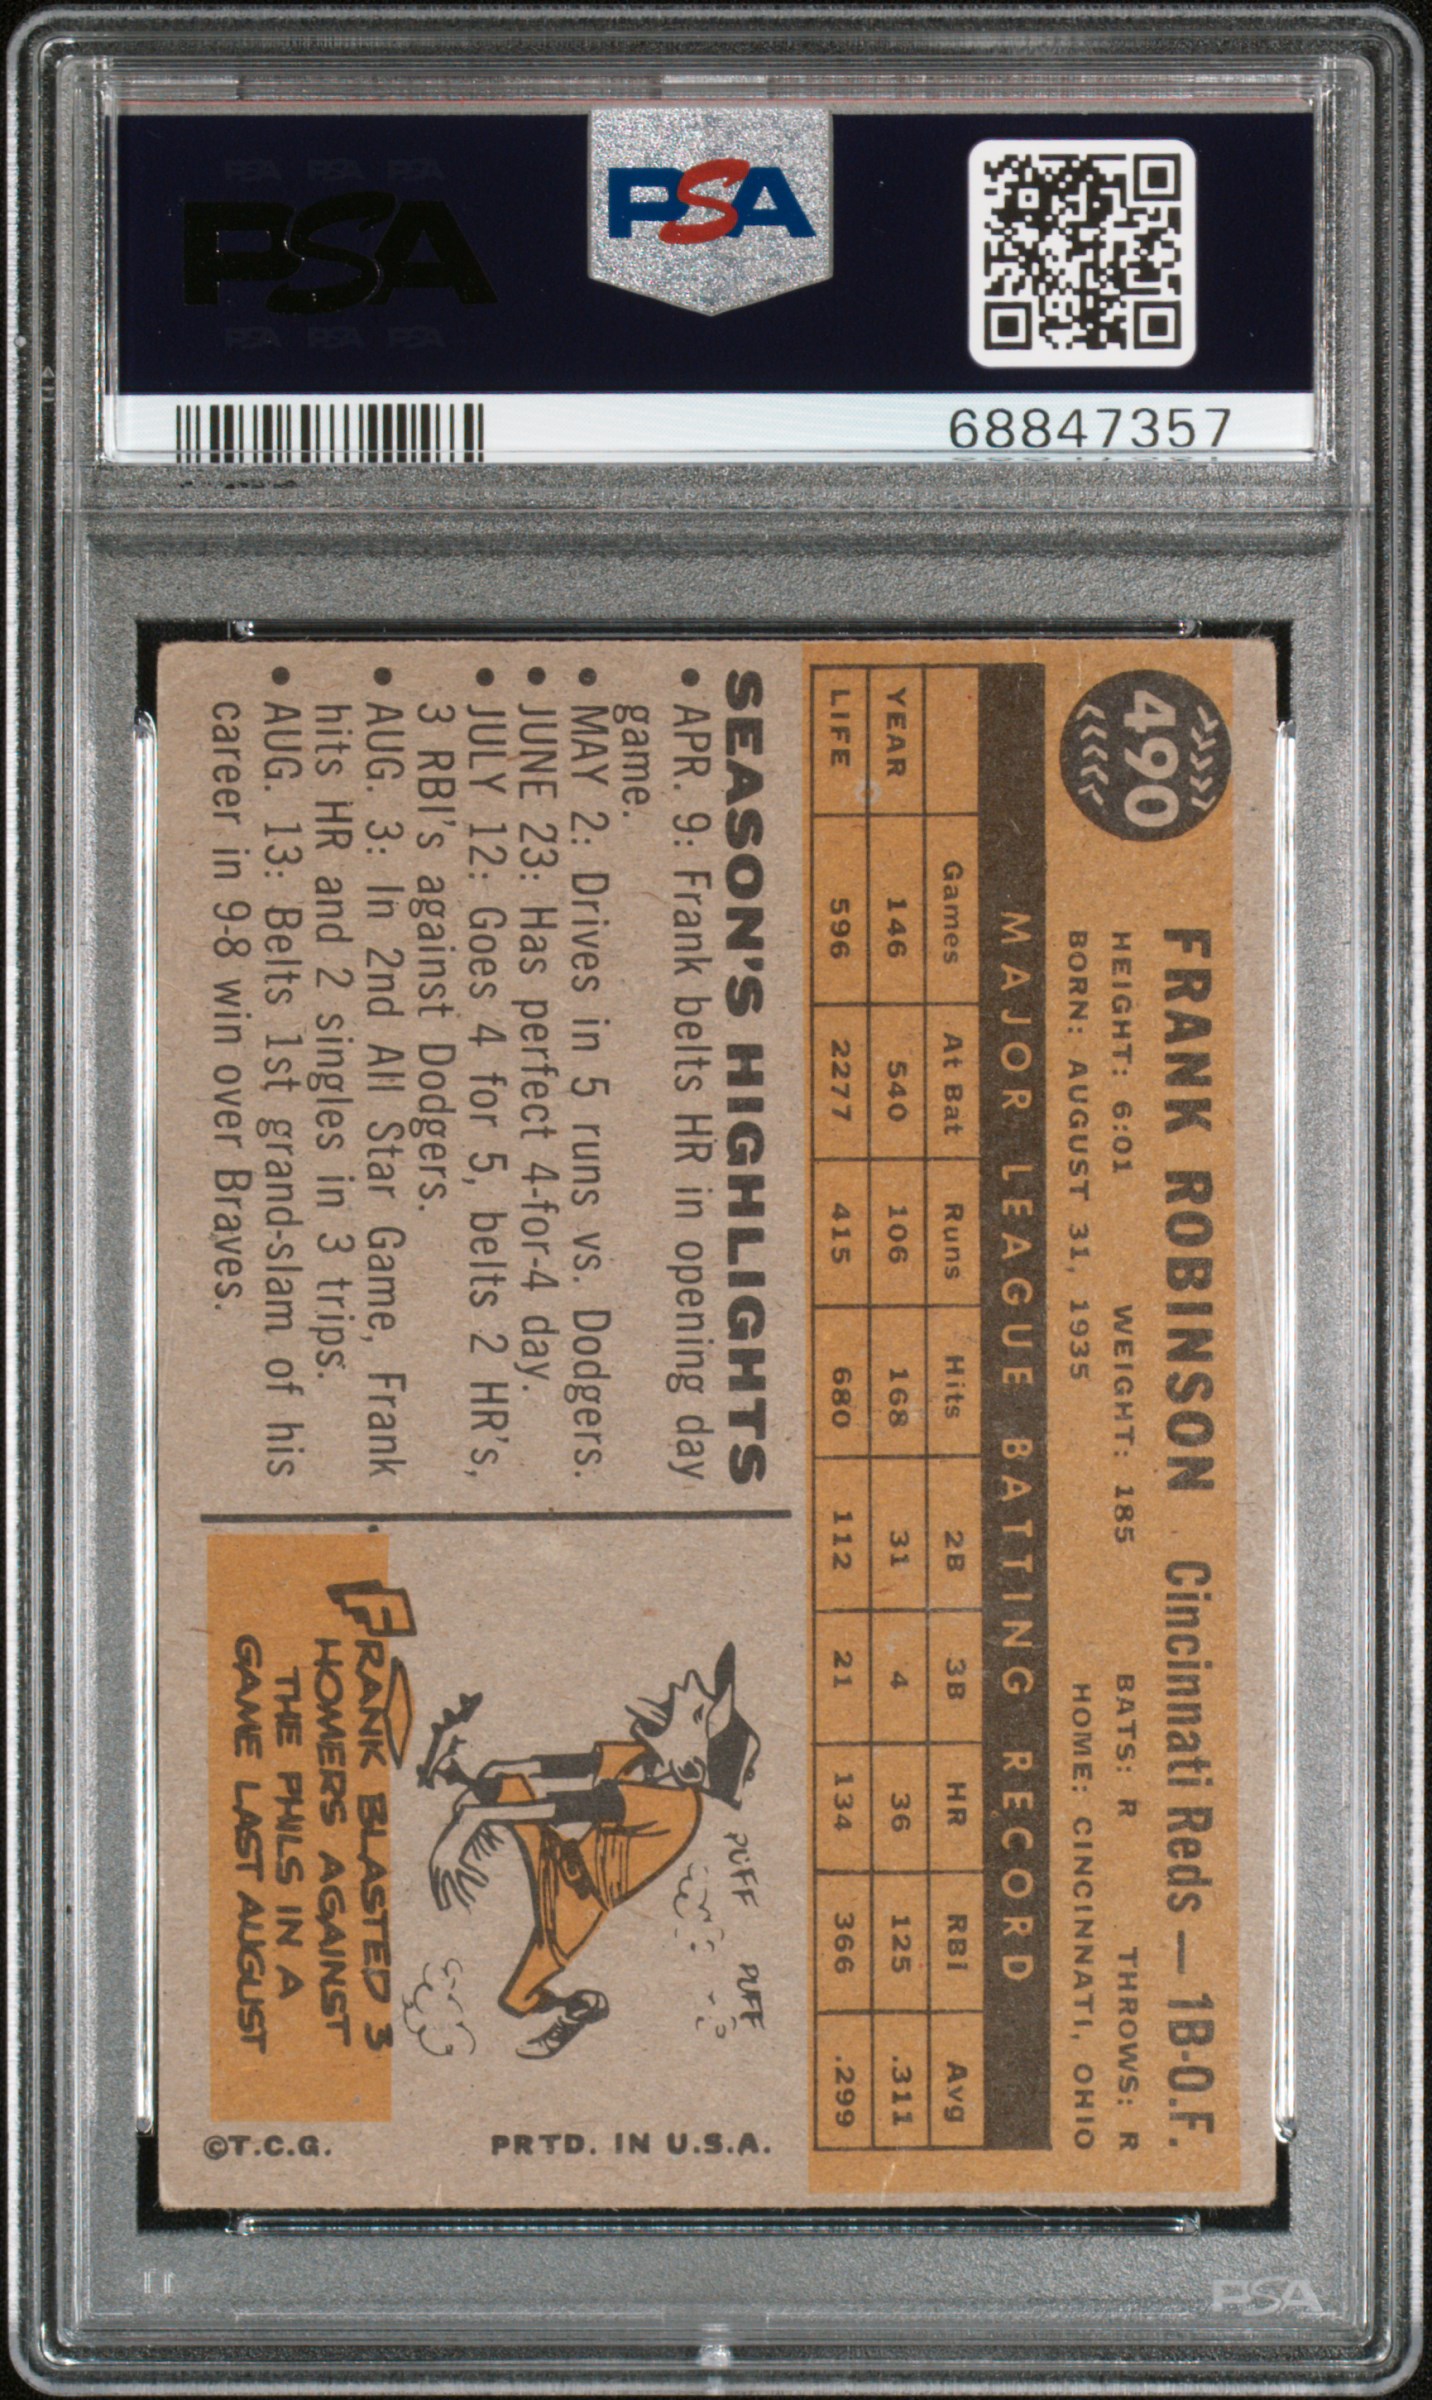 PSA PSA PSA
PSA
PSA PSA PSA
PSA
68847357
490
FRANK ROBINSON Cincinnati Reds — 1B-O.F.
HEIGHT: 6:01 WEIGHT: 185 BATS: R THROWS: R
BORN: AUGUST 31, 1935 HOME: CINCINNATI, OHIO
MAJOR LEAGUE BATTING RECORD
Games At Bat Runs Hits 2B 3B HR RBI Avg
YEAR 146 540 106 168 31 4 36 125 .311
LIFE 596 2277 415 680 112 21 134 366 .299
SEASON'S HIGHLIGHTS
• APR. 9: Frank belts HR in opening day
game.
• MAY 2: Drives in 5 runs vs. Dodgers.
• JUNE 23: Has perfect 4-for-4 day.
• JULY 12: Goes 4 for 5, belts 2 HR's,
3 RBI's against Dodgers.
• AUG. 3: In 2nd All Star Game, Frank
hits HR and 2 singles in 3 trips.
• AUG. 13: Belts 1st grand-slam of his
career in 9-8 win over Braves.
PUFF PUFF
FRANK BLASTED 3
HOMERS AGAINST
THE PHILS IN A
GAME LAST AUGUST
PRTD. IN U.S.A.
©T.C.G.
PSA